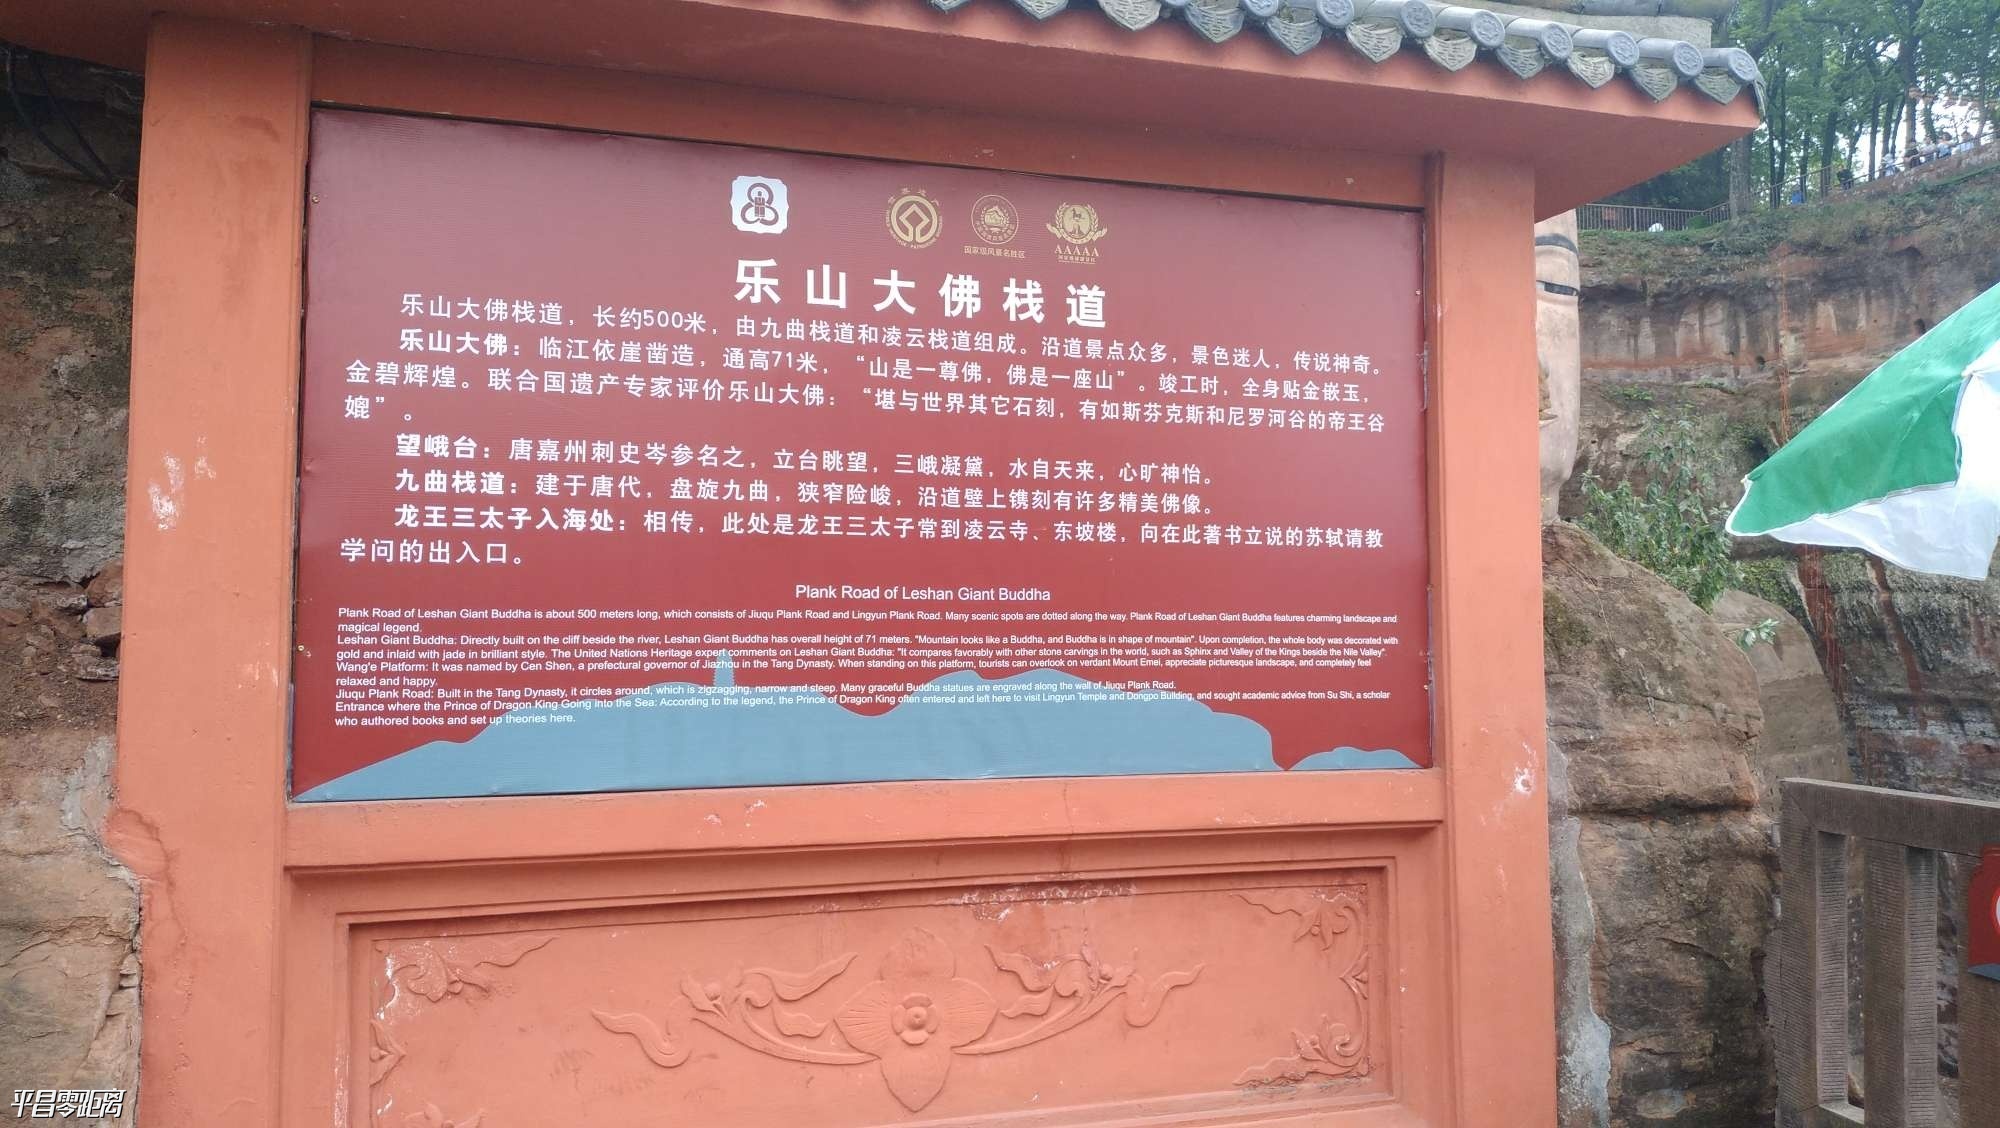 国家级风景名胜区
AAAAA
乐山大佛栈道
乐山大佛栈道，长约500米，由九曲栈道和凌云栈道组成。沿道景点众多，景色迷人，传说神奇。
乐山大佛：临江依崖凿造，通高71米，“山是一尊佛，佛是一座山”。竣工时，全身贴金嵌玉，
金碧辉煌。联合国遗产专家评价乐山大佛：“堪与世界其它石刻，有如斯芬克斯和尼罗河谷的帝王谷
媲”。
望峨台：唐嘉州刺史岑参名之，立台眺望，三峨凝黛，水自天来，心旷神怡。
九曲栈道：建于唐代，盘旋九曲，狭窄险峻，沿道壁上镌刻有许多精美佛像。
龙王三太子入海处：相传，此处是龙王三太子常到凌云寺、东坡楼，向在此著书立说的苏轼请教
学问的出入口。
Plank Road of Leshan Giant Buddha
Plank Road of Leshan Giant Buddha is about 500 meters long, which consists of Jiuqu Plank Road and Lingyun Plank Road. Many scenic spots are dotted along the way. Plank Road of Leshan Giant Buddha features charming landscape and
magical legend.
Leshan Giant Buddha: Directly built on the cliff beside the river, Leshan Giant Buddha has overall height of 71 meters. "Mountain looks like a Buddha, and Buddha is in shape of mountain". Upon completion, the whole body was decorated with
gold and inlaid with jade in brilliant style. The United Nations Heritage expert comments on Leshan Giant Buddha: "It compares favorably with other stone carvings in the world, such as Sphinx and Valley of the Kings beside the Nile Valley"
Wang'e Platform: It was named by Cen Shen, a prefectural governor of Jiazhou in the Tang Dynasty. When standing on this platform, tourists can overlook on verdant Mount Emei, appreciate picturesque landscape, and completely feel
relaxed and happy.
Jiuqu Plank Road: Built in the Tang Dynasty, it circles around, which is zigzagging, narrow and steep. Many graceful Buddha statues are engraved along the wall of Jiuqu Plank Road.
Entrance where the Prince of Dragon King Going into the Sea: According to the legend, the Prince of Dragon King often entered and left here to visit Lingyun Temple and Dongpo Building, and sought academic advice from Su Shi, a scholar
who authored books and set up theories here.
平昌零距离